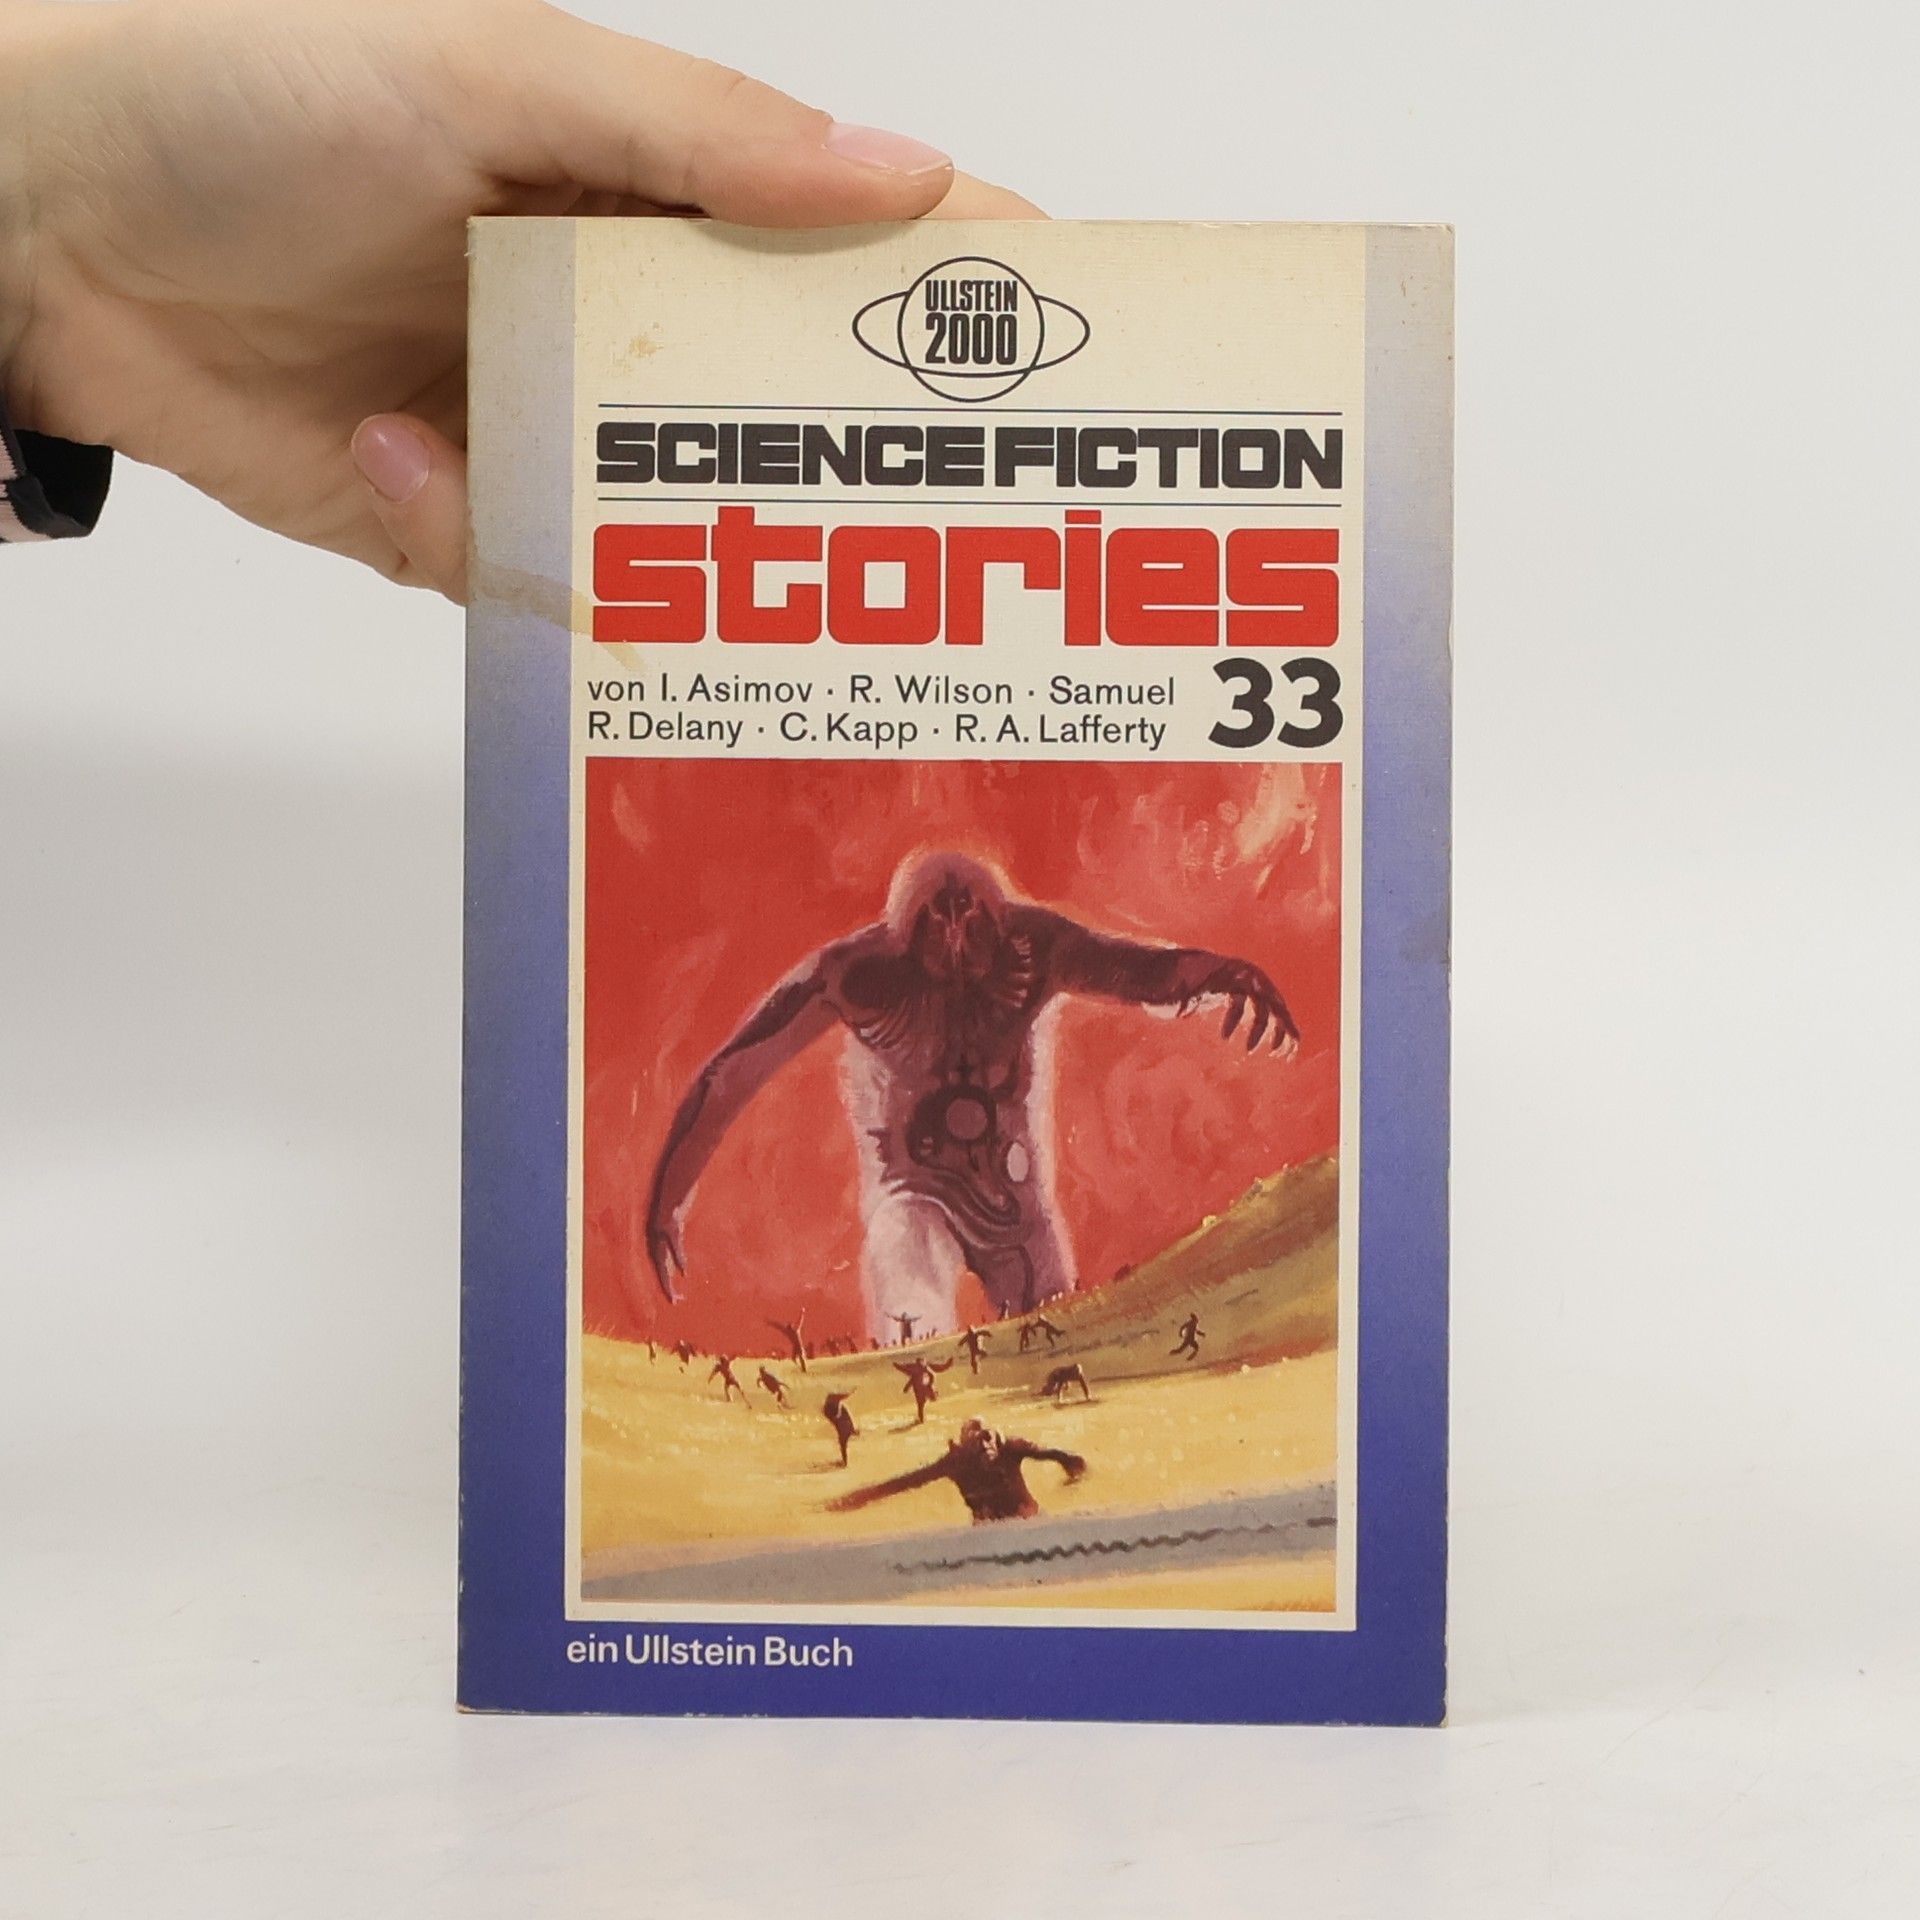 ULLSTEIN
2000
SCIENCE FICTION
stories
von I. Asimov · R. Wilson · Samuel
R. Delany · C. Kapp · R. A. Lafferty
33
ein Ullstein Buch